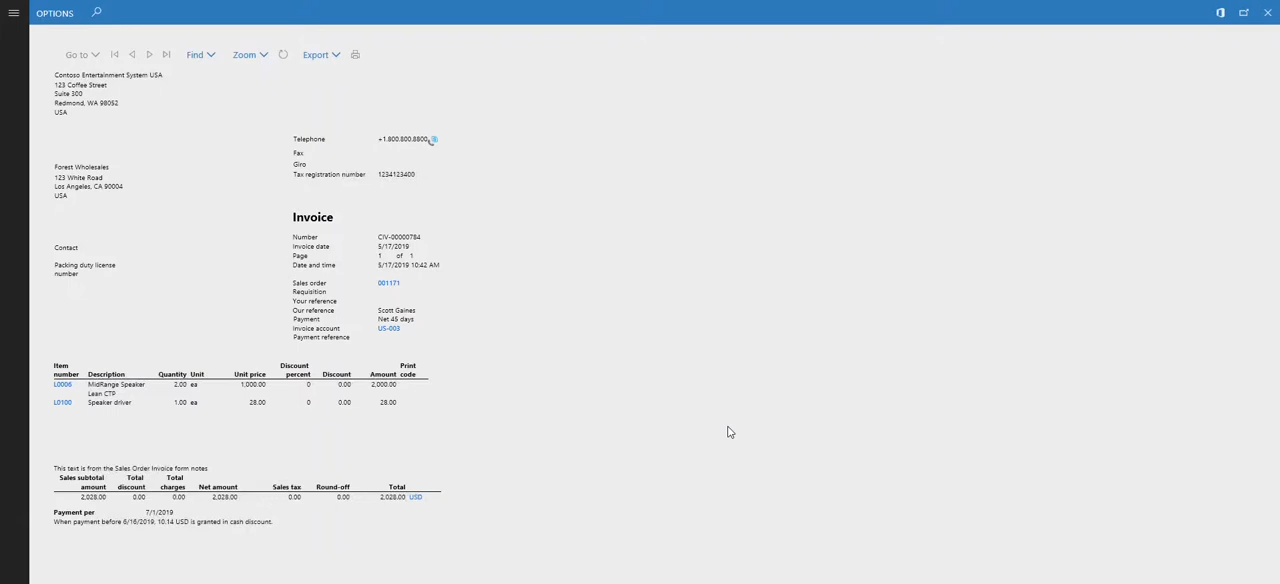 OPTIONS
Go to Find Zoom Export
Contoso Entertainment System USA
123 Coffee Street
Suite 300
Redmond, WA 98052
USA
Telephone +1.800.800.8800
Fax
Giro
Tax registration number 1234123400
Forest Wholesales
123 White Road
Los Angeles, CA 90004
USA
Invoice
Number CIV-00000784
Contact
Invoice date 5/17/2019
Page 1 of 1
Packing duty license number
Date and time 5/17/2019 10:42 AM
Sales order 001171
Requisition
Your reference
Our reference Scott Gaines
Payment Net 45 days
Invoice account US-003
Payment reference
Item number Description Quantity Unit Unit price Discount percent Discount Amount Print code
L0006 MidRange Speaker 2.00 ea 1,000.00 0 0.00 2,000.00
Lean CTP
L0100 Speaker driver 1.00 ea 28.00 0 0.00 28.00
This text is from the Sales Order Invoice form notes
Sales subtotal amount Total discount Total charges Net amount Sales tax Round-off Total
2,028.00 0.00 0.00 2,028.00 0.00 0.00 2,028.00 USD
Payment per 7/1/2019
When payment before 6/16/2019, 10.14 USD is granted in cash discount.